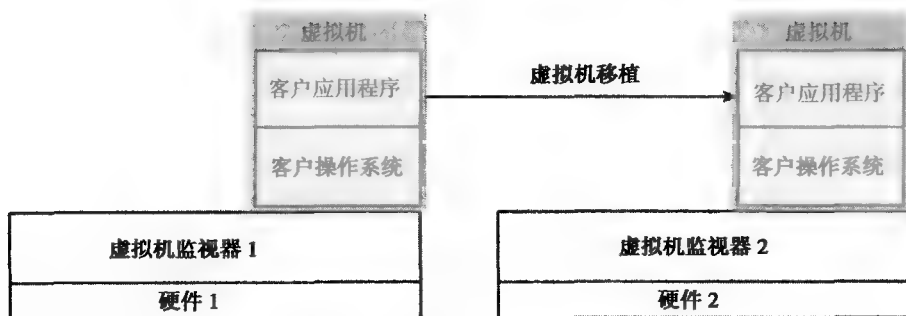 虚拟机
虚拟机
客户应用程序
虚拟机移植
客户应用程序
客户操作系统
客户操作系统
虚拟机监视器 1
虚拟机监视器 2
硬件 1
硬件 2